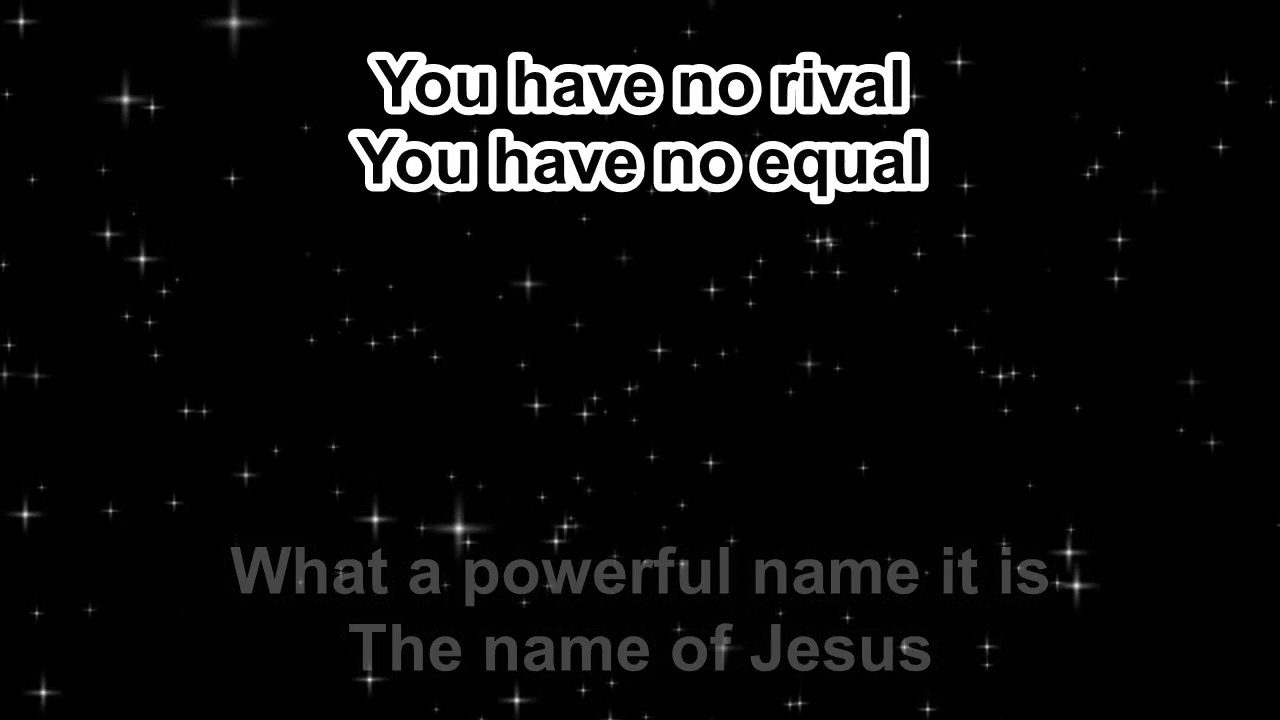 You have no rival
You have no equal
What a powerful name it is
The name of Jesus